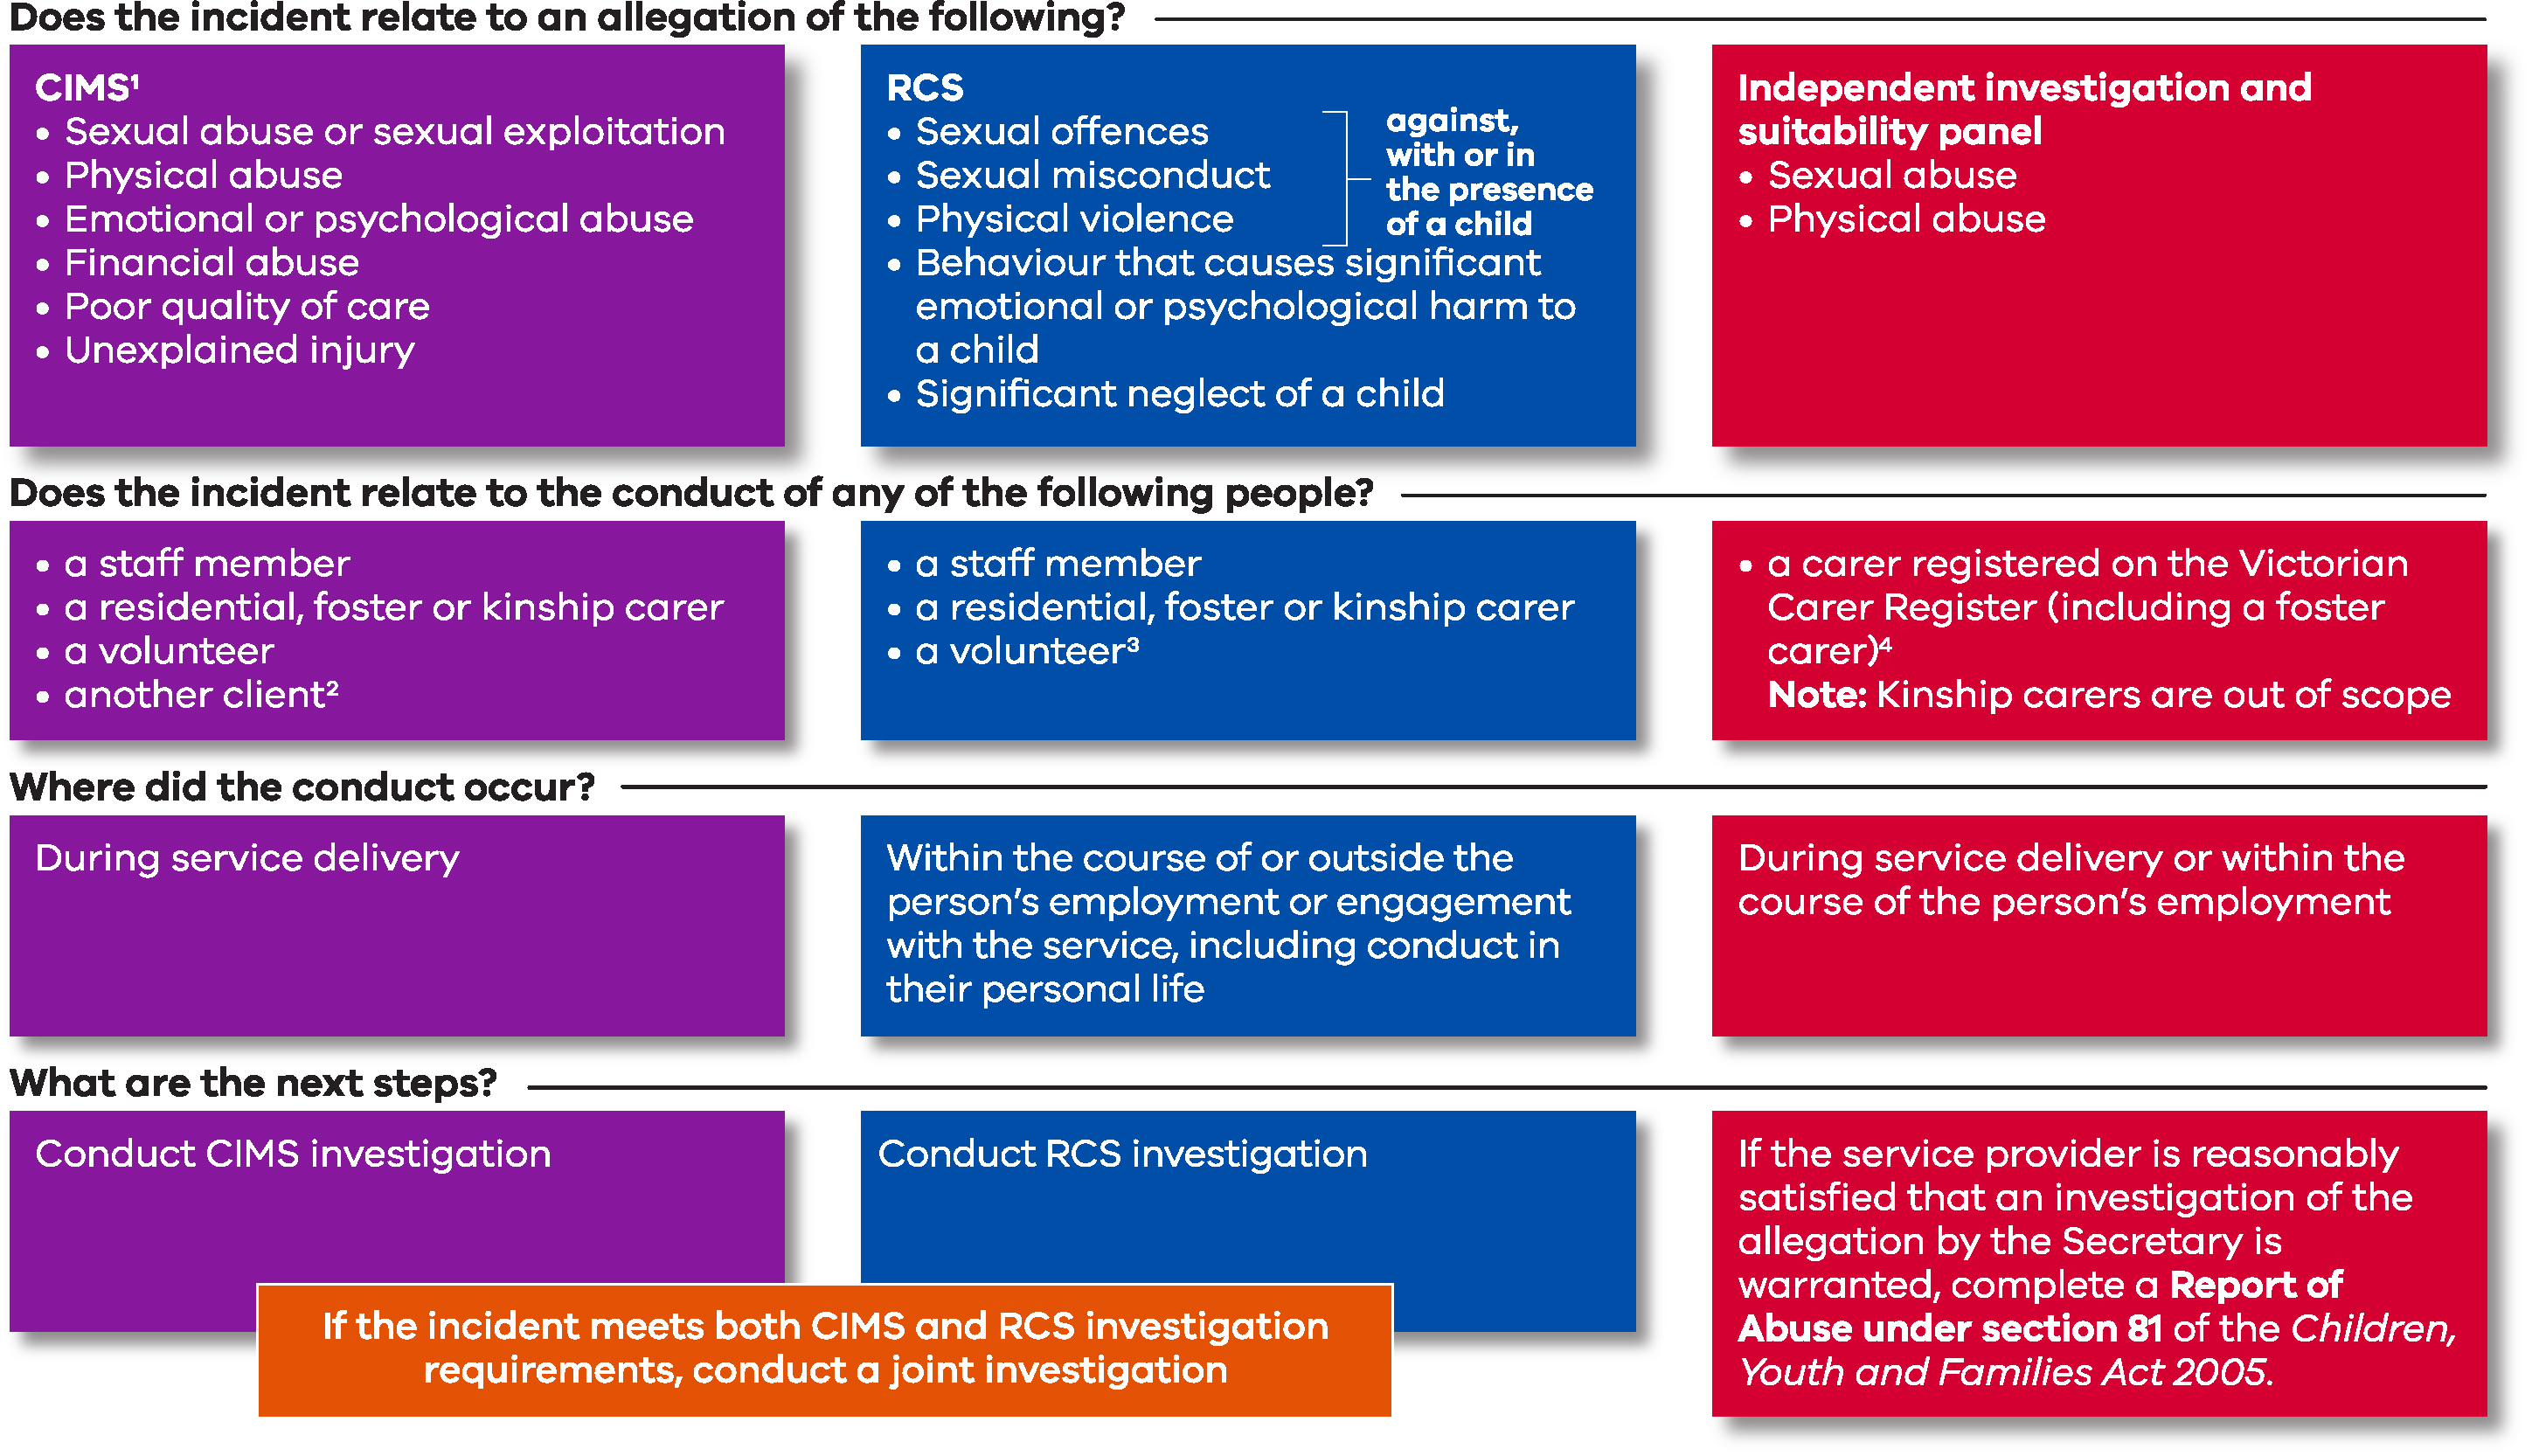 Does the incident relate to an allegation of the following?
CIMS¹
• Sexual abuse or sexual exploitation
• Physical abuse
• Emotional or psychological abuse
• Financial abuse
• Poor quality of care
• Unexplained injury
RCS
• Sexual offences
• Sexual misconduct
• Physical violence
against,
with or in
the presence
of a child
• Behaviour that causes significant
emotional or psychological harm to
a child
• Significant neglect of a child
Independent investigation and
suitability panel
• Sexual abuse
• Physical abuse
Does the incident relate to the conduct of any of the following people?
• a staff member
• a residential, foster or kinship carer
• a volunteer
• another client²
• a staff member
• a residential, foster or kinship carer
• a volunteer³
• a carer registered on the Victorian
Carer Register (including a foster
carer)⁴
Note: Kinship carers are out of scope
Where did the conduct occur?
During service delivery
Within the course of or outside the
person’s employment or engagement
with the service, including conduct in
their personal life
During service delivery or within the
course of the person’s employment
What are the next steps?
Conduct CIMS investigation
Conduct RCS investigation
If the incident meets both CIMS and RCS investigation
requirements, conduct a joint investigation
If the service provider is reasonably
satisfied that an investigation of the
allegation by the Secretary is
warranted, complete a Report of
Abuse under section 81 of the Children,
Youth and Families Act 2005.